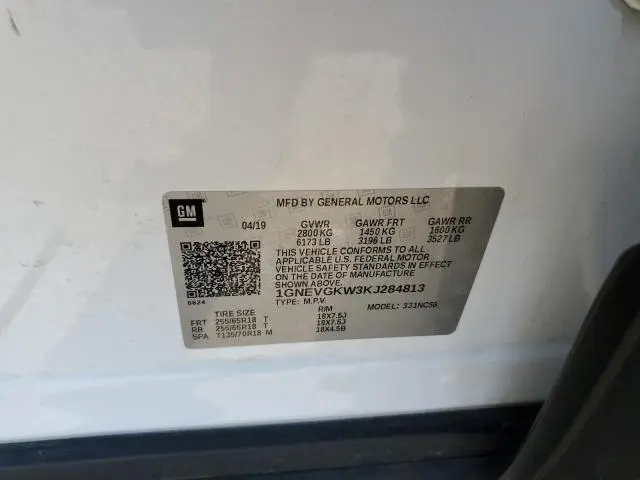 MFD BY GENERAL MOTORS LLC
GM
04/19 GVWR GAWR FRT GAWR RR
2800 KG 1450 KG 1600 KG
6173 LB 3196 LB 3527 LB
THIS VEHICLE CONFORMS TO ALL
APPLICABLE U.S. FEDERAL MOTOR
VEHICLE SAFETY STANDARDS IN EFFECT
ON THE DATE OF MANUFACTURE
SHOWN ABOVE.
1GNEVGKW3KJ284813
0624
TYPE: M.P.V. MODEL: 331NC56
TIRE SIZE RIM
FRT 255/65R18 T 18X7.5J
RR 255/65R18 T 18X7.5J
SPA T135/70R18 M 18X4.5B